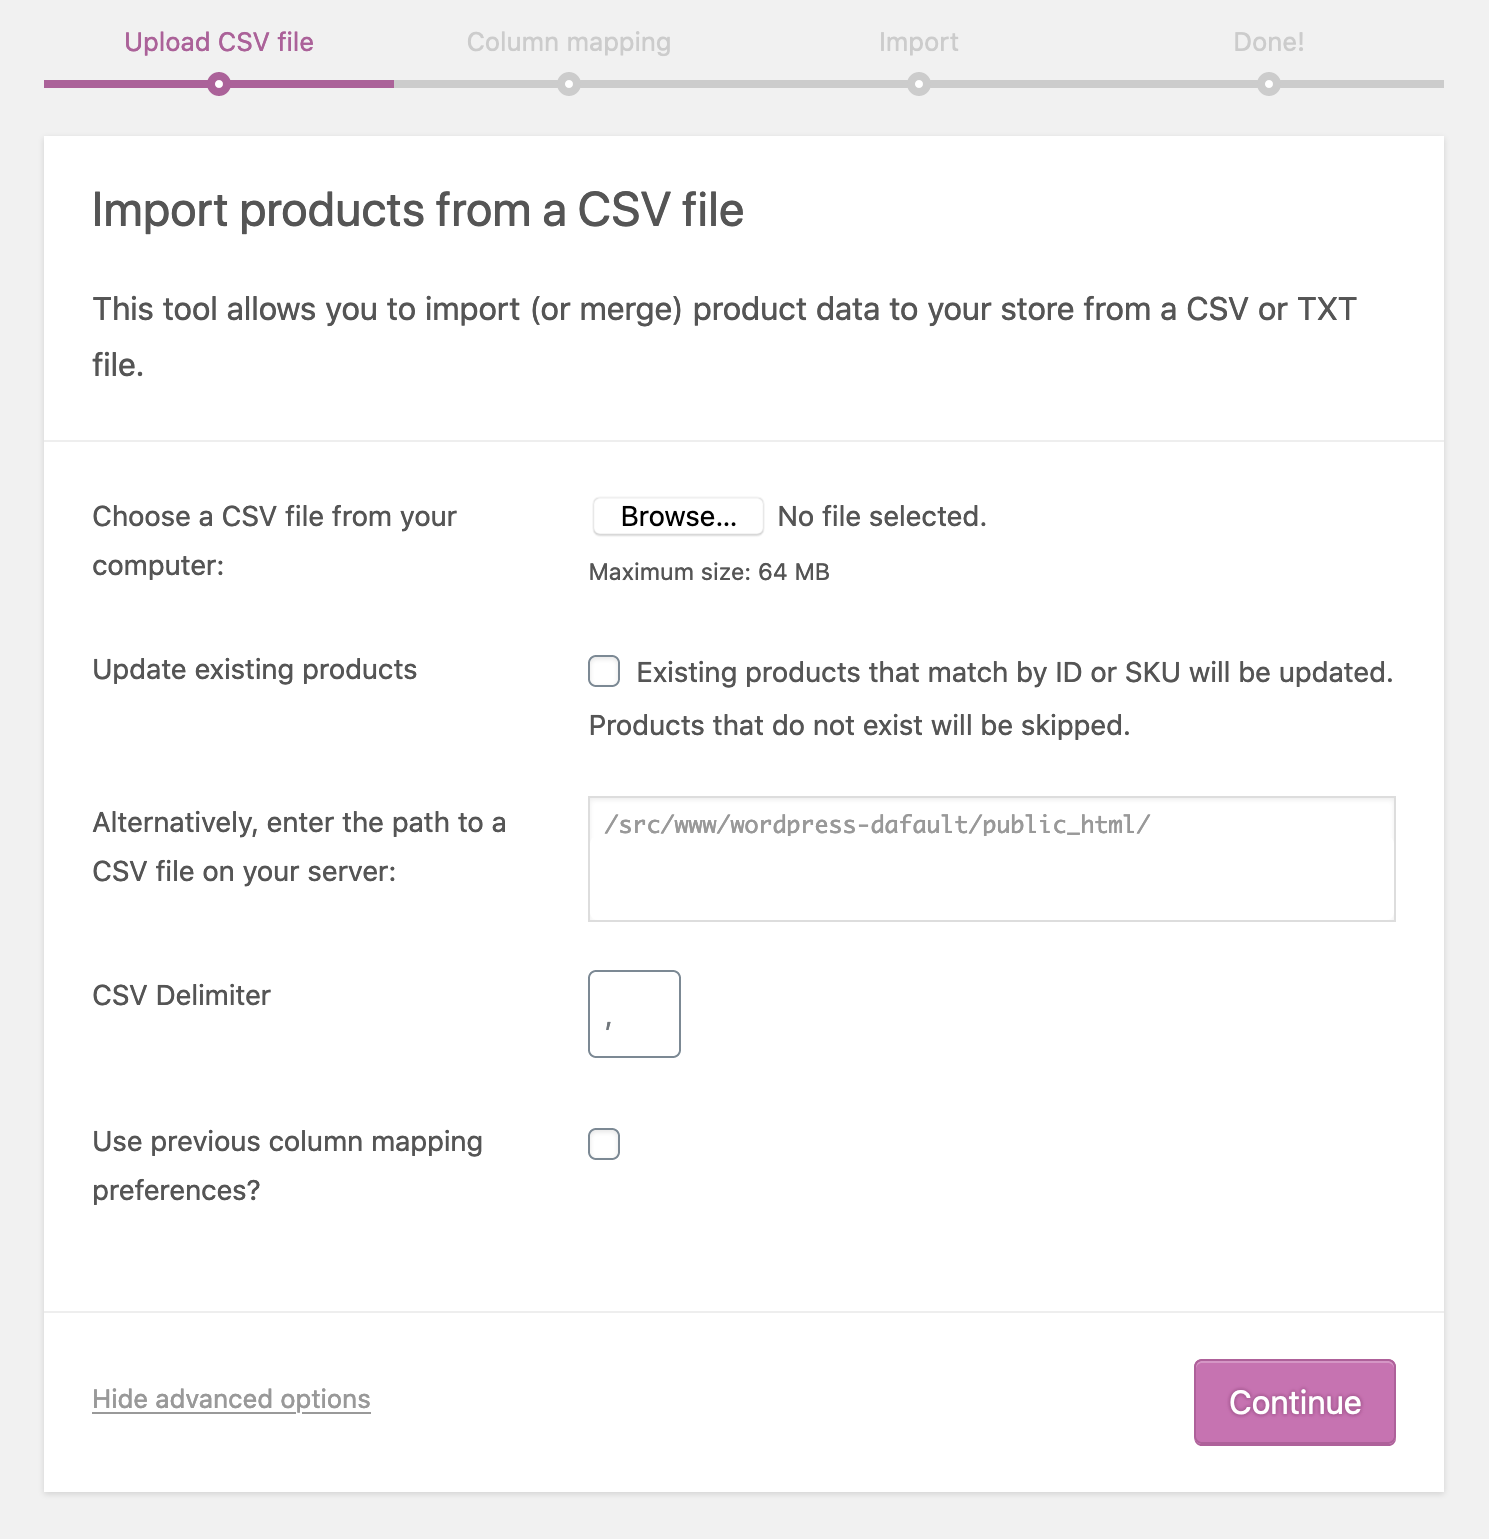 Upload CSV file
Column mapping
Import
Done!
Import products from a CSV file
This tool allows you to import (or merge) product data to your store from a CSV or TXT
file.
Choose a CSV file from your
computer:
Browse... No file selected.
Maximum size: 64 MB
Update existing products
Existing products that match by ID or SKU will be updated.
Products that do not exist will be skipped.
Alternatively, enter the path to a
CSV file on your server:
/src/www/wordpress-dafault/public_html/
CSV Delimiter
,
Use previous column mapping
preferences?
Hide advanced options
Continue